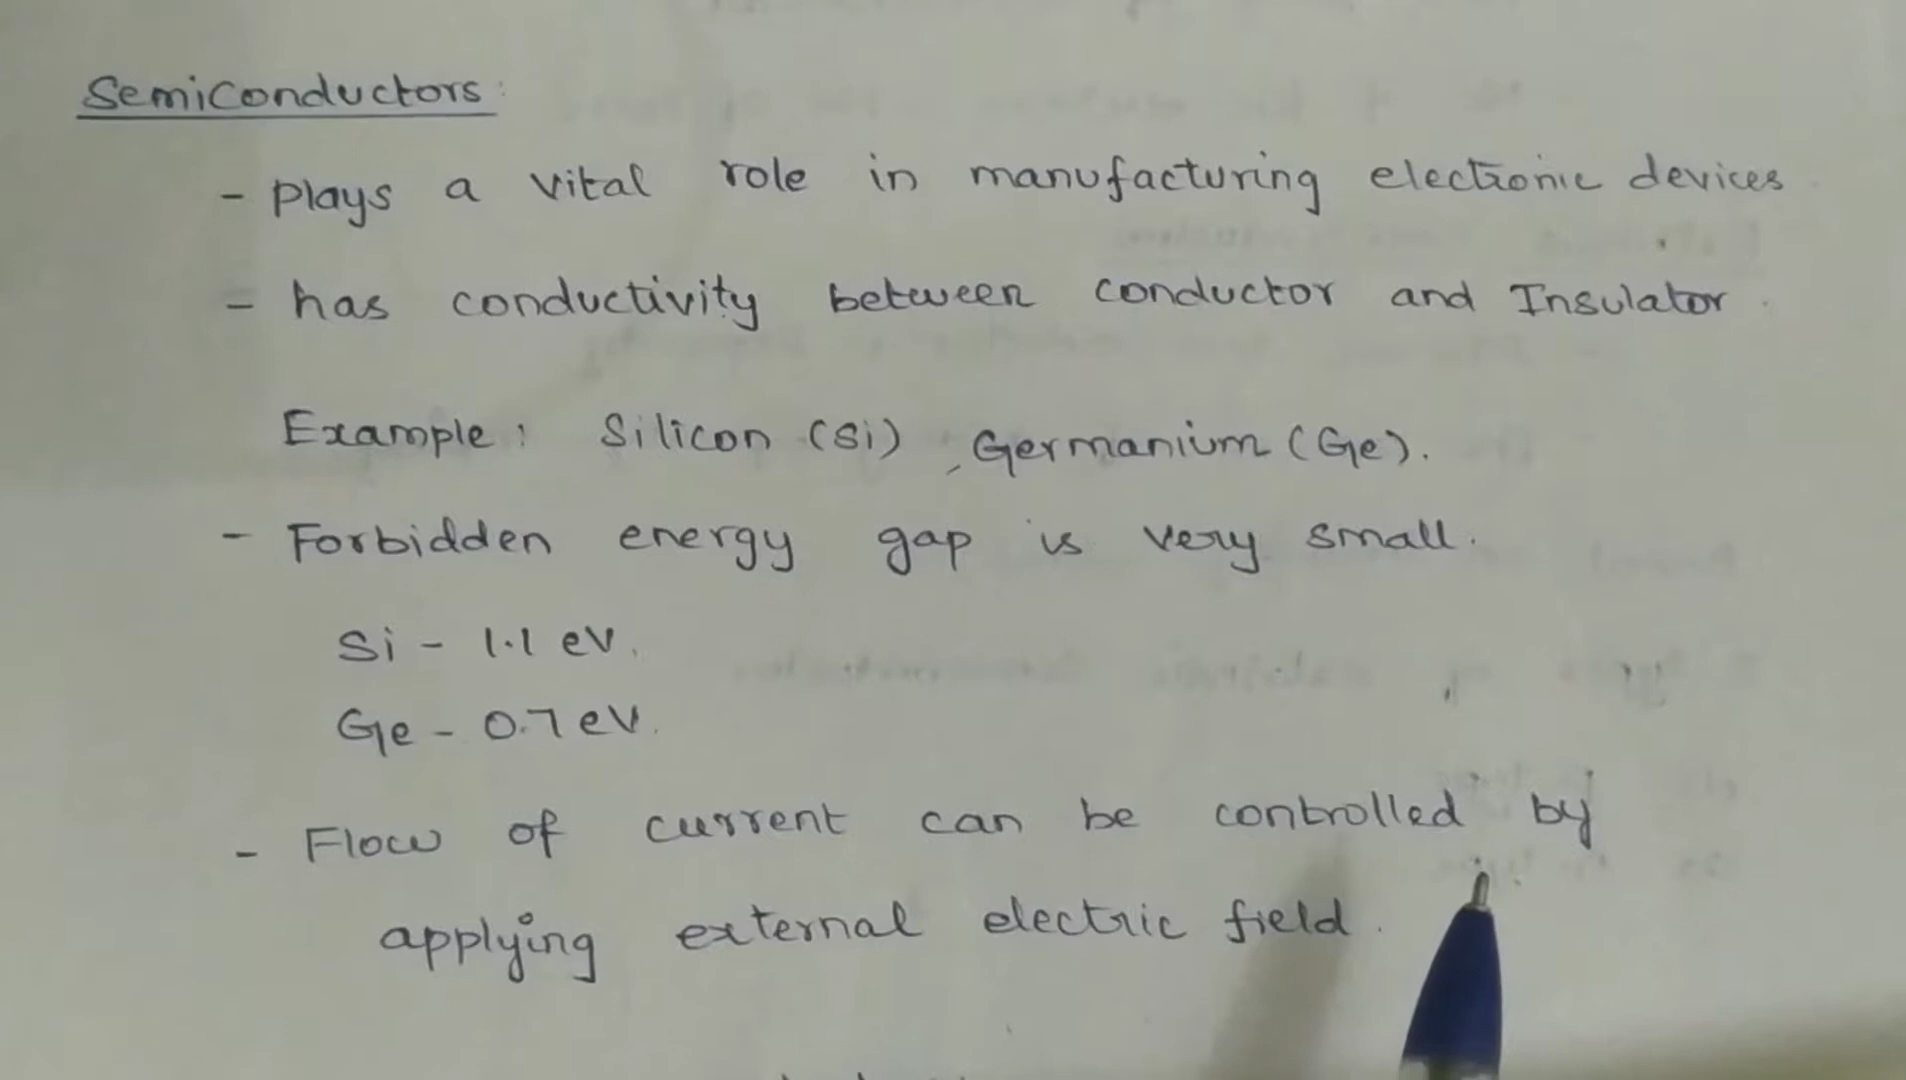 Semiconductors:
- plays a vital role in manufacturing electronic devices
- has conductivity between conductor and Insulator.
Example: Silicon (Si), Germanium (Ge).
- Forbidden energy gap is very small.
Si - 1.1 eV.
Ge - 0.7 eV.
- Flow of current can be controlled by
applying external electric field.